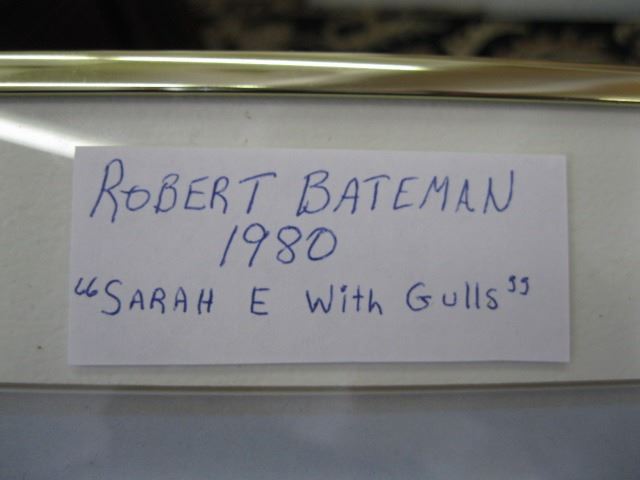 ROBERT BATEMAN
1980
“SARAH E With Gulls”